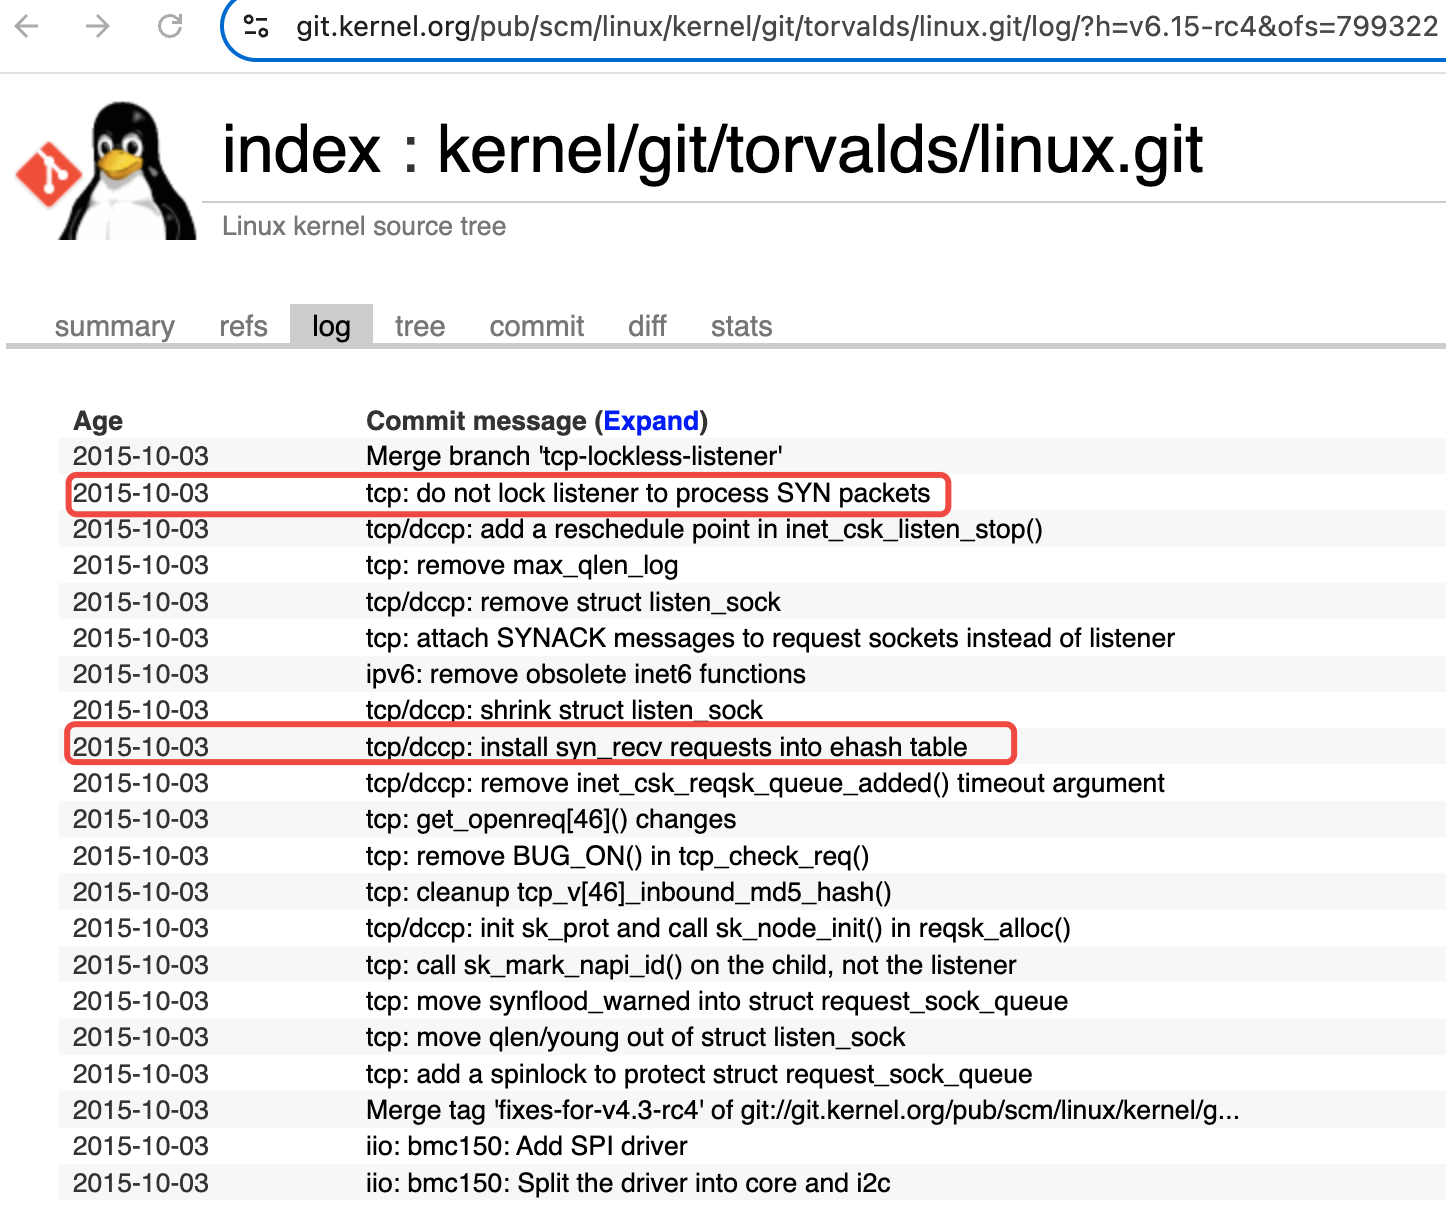 git.kernel.org/pub/scm/linux/kernel/git/torvalds/linux.git/log/?h=v6.15-rc4&ofs=799322
index : kernel/git/torvalds/linux.git
Linux kernel source tree
summary refs log tree commit diff stats
Age Commit message (Expand)
2015-10-03 Merge branch 'tcp-lockless-listener'
2015-10-03 tcp: do not lock listener to process SYN packets
2015-10-03 tcp/dccp: add a reschedule point in inet_csk_listen_stop()
2015-10-03 tcp: remove max_qlen_log
2015-10-03 tcp/dccp: remove struct listen_sock
2015-10-03 tcp: attach SYNACK messages to request sockets instead of listener
2015-10-03 ipv6: remove obsolete inet6 functions
2015-10-03 tcp/dccp: shrink struct listen_sock
2015-10-03 tcp/dccp: install syn_recv requests into ehash table
2015-10-03 tcp/dccp: remove inet_csk_reqsk_queue_added() timeout argument
2015-10-03 tcp: get_openreq[46]() changes
2015-10-03 tcp: remove BUG_ON() in tcp_check_req()
2015-10-03 tcp: cleanup tcp_v[46]_inbound_md5_hash()
2015-10-03 tcp/dccp: init sk_prot and call sk_node_init() in reqsk_alloc()
2015-10-03 tcp: call sk_mark_napi_id() on the child, not the listener
2015-10-03 tcp: move synflood_warned into struct request_sock_queue
2015-10-03 tcp: move qlen/young out of struct listen_sock
2015-10-03 tcp: add a spinlock to protect struct request_sock_queue
2015-10-03 Merge tag 'fixes-for-v4.3-rc4' of git://git.kernel.org/pub/scm/linux/kernel/g...
2015-10-03 iio: bmc150: Add SPI driver
2015-10-03 iio: bmc150: Split the driver into core and i2c